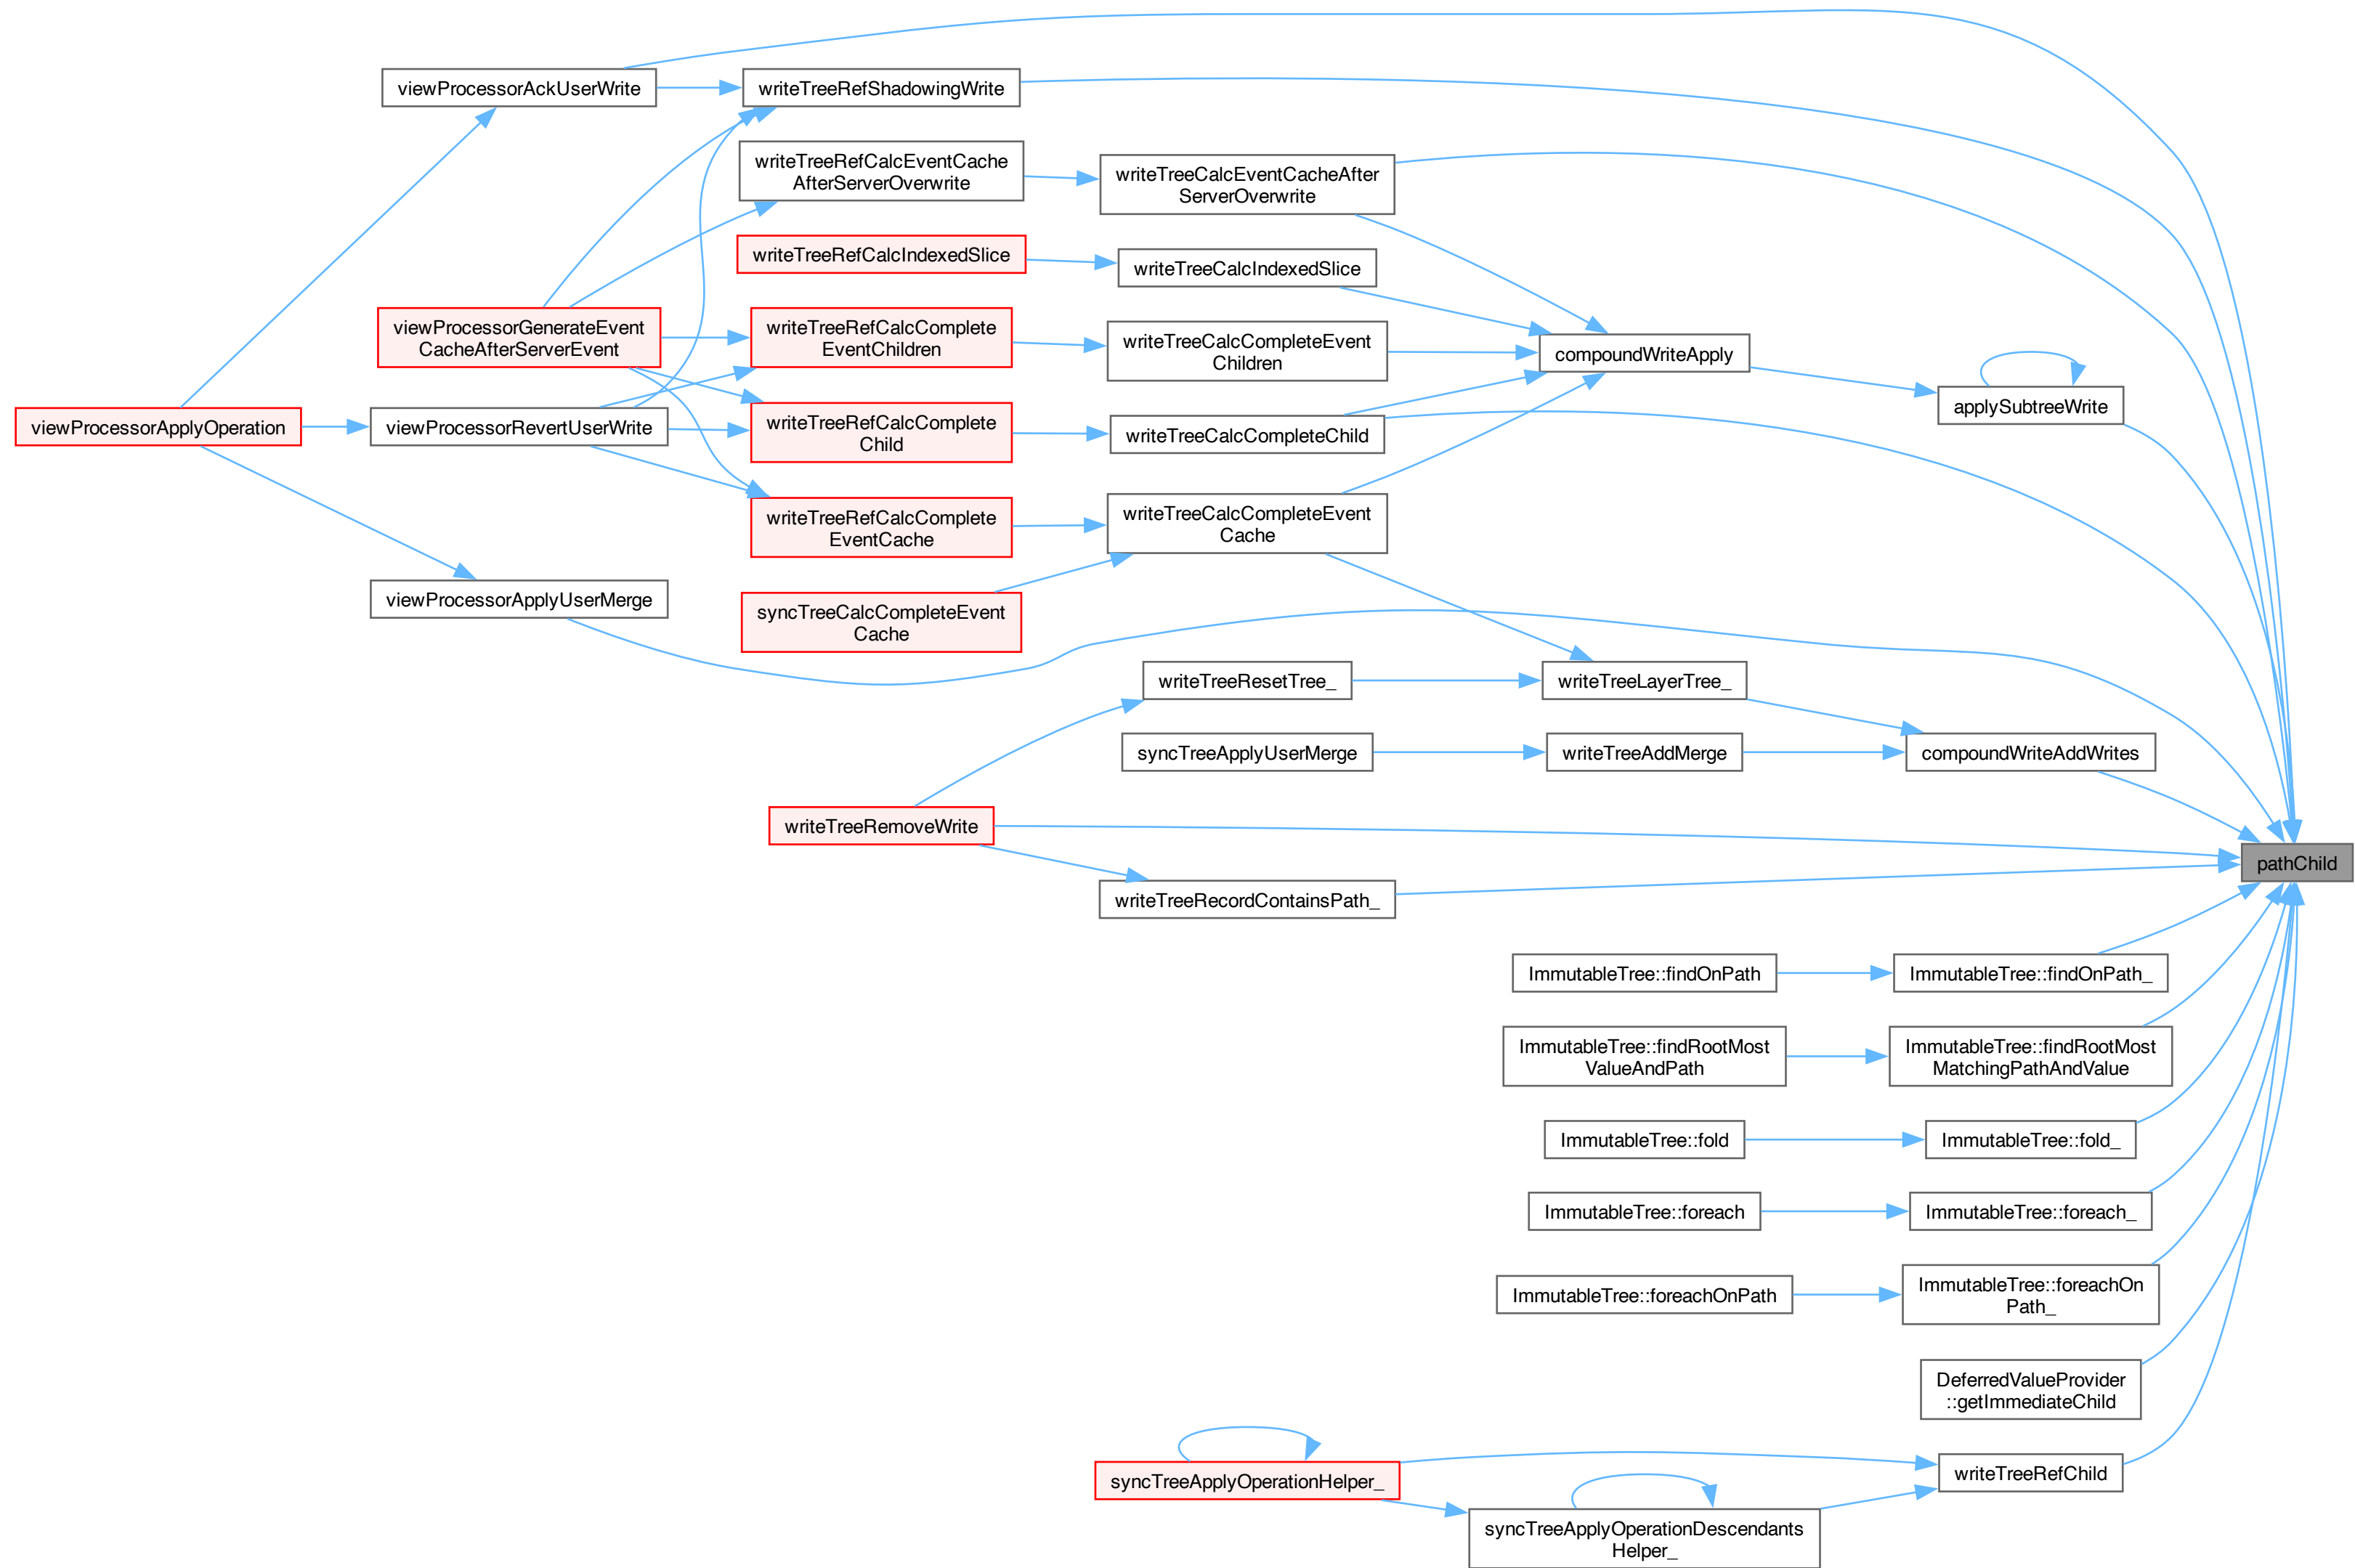 viewProcessorAckUserWrite
writeTreeRefShadowingWrite
writeTreeRefCalcEventCache
AfterServerOverwrite
writeTreeCalcEventCacheAfter
ServerOverwrite
writeTreeRefCalcIndexedSlice
writeTreeCalcIndexedSlice
viewProcessorGenerateEvent
CacheAfterServerEvent
writeTreeRefCalcComplete
EventChildren
writeTreeCalcCompleteEvent
Children
compoundWriteApply
applySubtreeWrite
viewProcessorApplyOperation
viewProcessorRevertUserWrite
writeTreeRefCalcComplete
Child
writeTreeCalcCompleteChild
writeTreeRefCalcComplete
EventCache
writeTreeCalcCompleteEvent
Cache
viewProcessorApplyUserMerge
syncTreeCalcCompleteEvent
Cache
writeTreeResetTree_
writeTreeLayerTree_
syncTreeApplyUserMerge
writeTreeAddMerge
compoundWriteAddWrites
writeTreeRemoveWrite
pathChild
writeTreeRecordContainsPath_
ImmutableTree::findOnPath
ImmutableTree::findOnPath_
ImmutableTree::findRootMost
ValueAndPath
ImmutableTree::findRootMost
MatchingPathAndValue
ImmutableTree::fold
ImmutableTree::fold_
ImmutableTree::foreach
ImmutableTree::foreach_
ImmutableTree::foreachOnPath
ImmutableTree::foreachOn
Path_
DeferredValueProvider
::getImmediateChild
syncTreeApplyOperationHelper_
writeTreeRefChild
syncTreeApplyOperationDescendants
Helper_